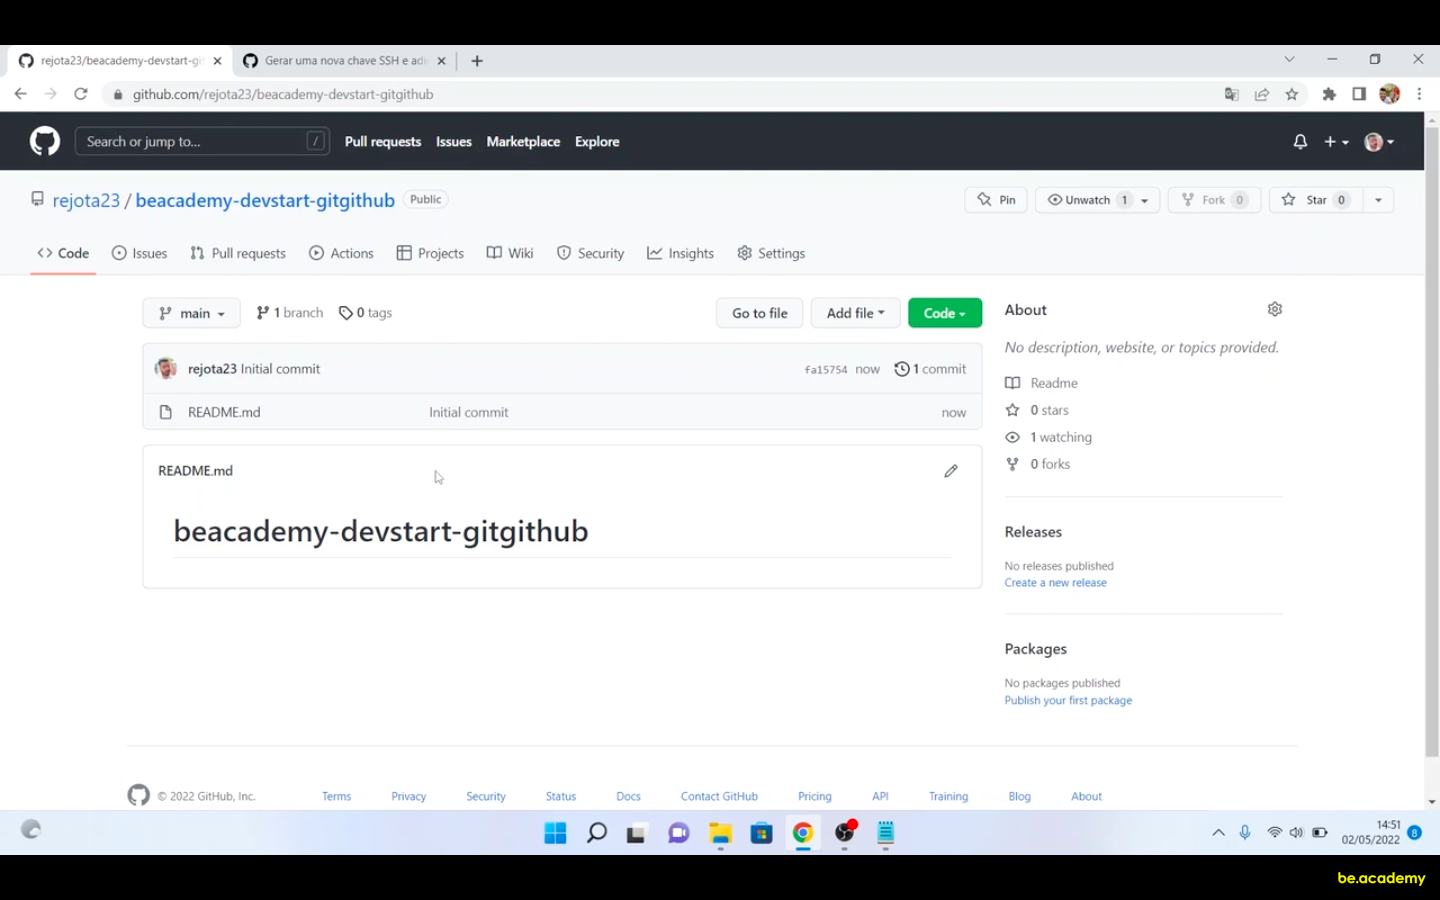 rejota23/beacademy-devstart-git
Gerar uma nova chave SSH e adi
github.com/rejota23/beacademy-devstart-gitgithub
Search or jump to... /
Pull requests Issues Marketplace Explore
rejota23 / beacademy-devstart-gitgithub Public
Pin Unwatch 1 Fork 0 Star 0
Code Issues Pull requests Actions Projects Wiki Security Insights Settings
main 1 branch 0 tags Go to file Add file Code
rejota23 Initial commit fa15754 now 1 commit
README.md Initial commit now
README.md
beacademy-devstart-gitgithub
About
No description, website, or topics provided.
Readme
0 stars
1 watching
0 forks
Releases
No releases published
Create a new release
Packages
No packages published
Publish your first package
© 2022 GitHub, Inc. Terms Privacy Security Status Docs Contact GitHub Pricing API Training Blog About
14:51
02/05/2022 8
be.academy